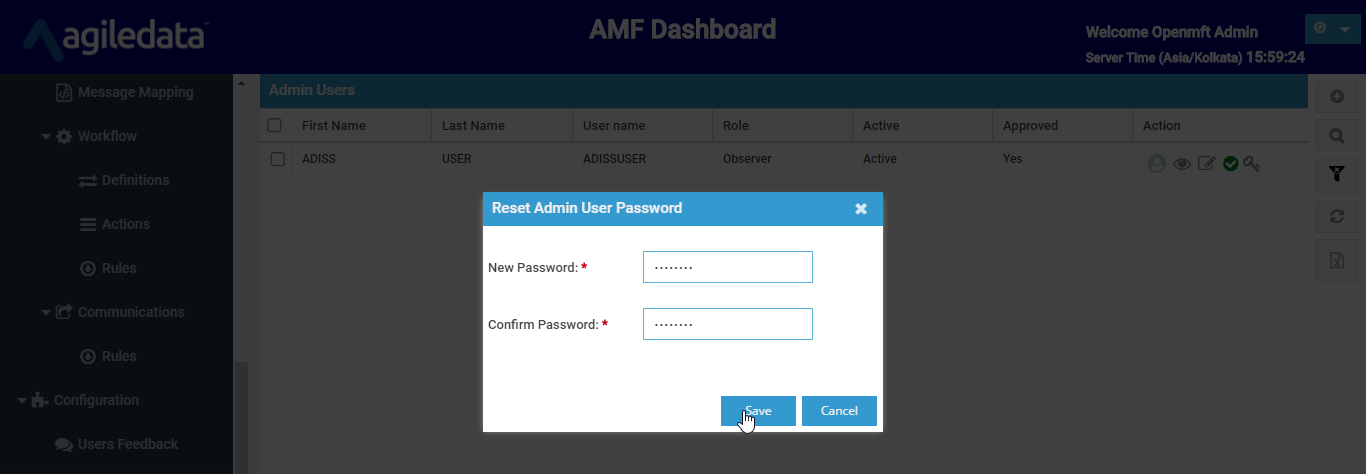 agiledata
AMF Dashboard
Welcome Openmft Admin
Server Time (Asia/Kolkata) 15:59:24
Message Mapping
Workflow
Definitions
Actions
Rules
Communications
Rules
Configuration
Users Feedback
Admin Users
First Name Last Name User name Role Active Approved Action
ADISS USER ADISSUSER Observer Active Yes
Reset Admin User Password
New Password: *
Confirm Password: *
Save Cancel